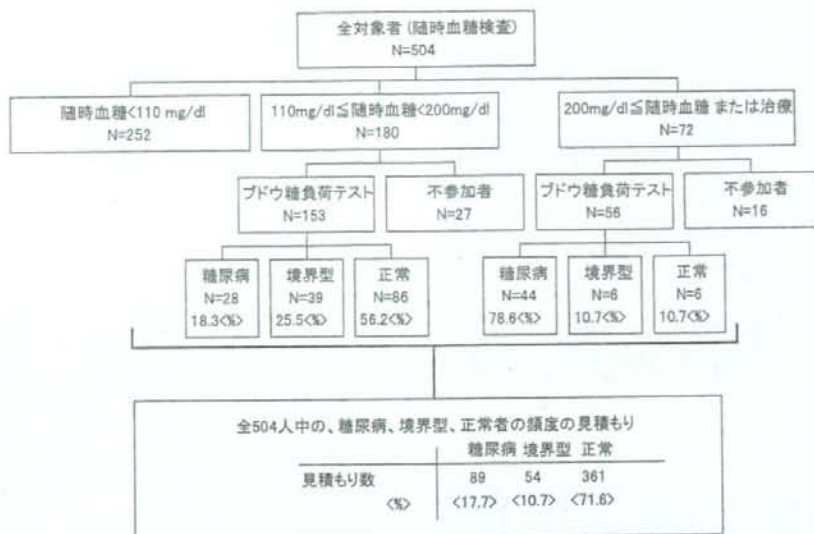 全対象者(随時血糖検査)
N=504
随時血糖<110 mg/dl
N=252
110mg/dl≦随時血糖<200mg/dl
N=180
200mg/dl≦随時血糖 または治療
N=72
ブドウ糖負荷テスト
N=153
不参加者
N=27
ブドウ糖負荷テスト
N=56
不参加者
N=16
糖尿病
N=28
18.3<%>
境界型
N=39
25.5<%>
正常
N=86
56.2<%>
糖尿病
N=44
78.6<%>
境界型
N=6
10.7<%>
正常
N=6
10.7<%>
全504人中の、糖尿病、境界型、正常者の頻度の見積もり
糖尿病 境界型 正常
見積もり数 89 54 361
<%> <17.7> <10.7> <71.6>